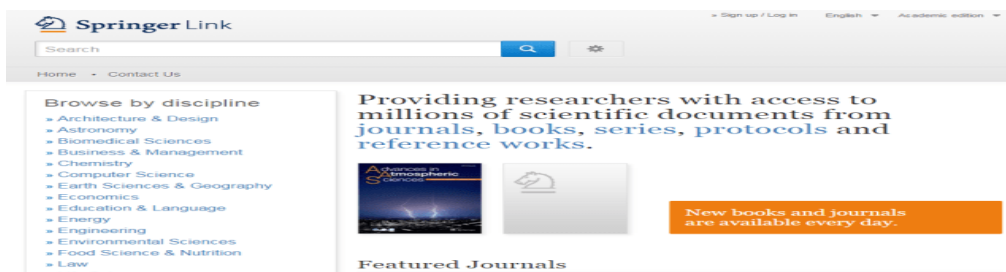 » Sign up / Log in English Academic edition
Springer Link
Search
Home • Contact Us
Browse by discipline
» Architecture & Design
» Astronomy
» Biomedical Sciences
» Business & Management
» Chemistry
» Computer Science
» Earth Sciences & Geography
» Economics
» Education & Language
» Energy
» Engineering
» Environmental Sciences
» Food Science & Nutrition
» Law
Providing researchers with access to
millions of scientific documents from
journals, books, series, protocols and
reference works.
Advances in
Atmospheric
Sciences
New books and journals
are available every day.
Featured Journals